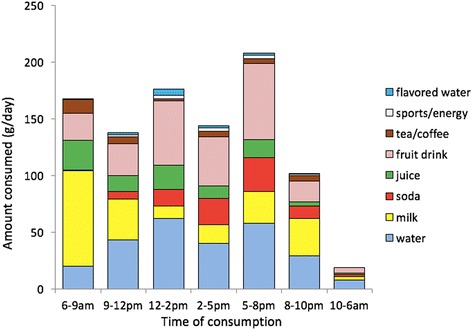 Amount consumed (g/day)
250
200
150
100
50
0
6-9am 9-12pm 12-2pm 2-5pm 5-8pm 8-10pm 10-6am
Time of consumption
flavored water
sports/energy
tea/coffee
fruit drink
juice
soda
milk
water